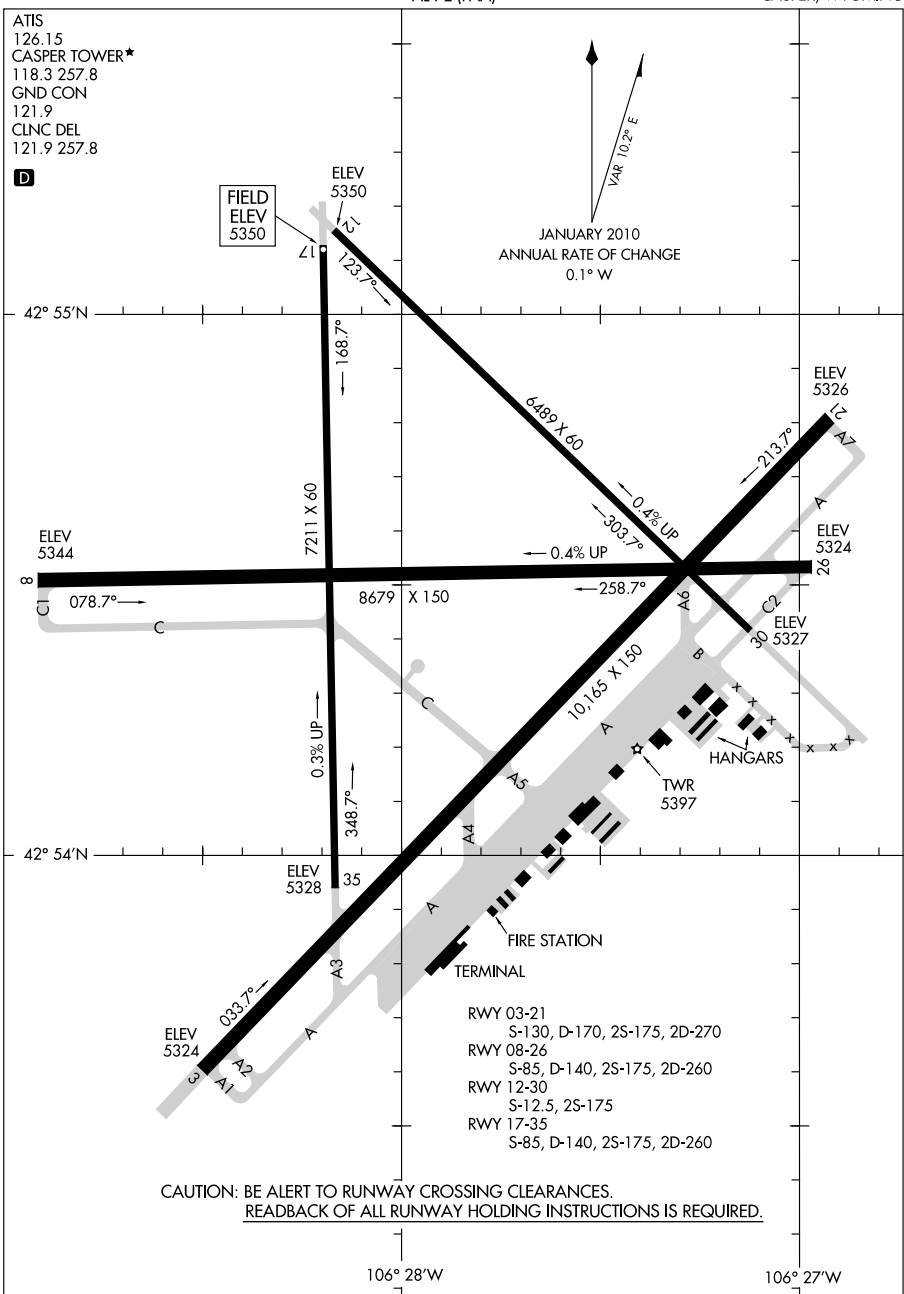 ATIS
126.15
CASPER TOWER★
118.3 257.8
GND CON
121.9
CLNC DEL
121.9 257.8
D
VAR 10.2° E
JANUARY 2010
ANNUAL RATE OF CHANGE
0.1° W
FIELD
ELEV
5350
ELEV
5350
17
12
123.7°
168.7°
42° 55'N
6489 X 60
7211 X 60
ELEV
5326
21
A7
213.7°
A
0.4% UP
303.7°
ELEV
5344
8
0.4% UP
ELEV
5324
26
078.7°
8679 X 150
258.7°
C1
C
A6
C2
30
ELEV
5327
B
10,165 X 150
C
A
0.3% UP
348.7°
A5
HANGARS
TWR
5397
A4
42° 54'N
ELEV
5328
35
A
FIRE STATION
A3
TERMINAL
033.7°
A
ELEV
5324
3
A2
A1
RWY 03-21
S-130, D-170, 2S-175, 2D-270
RWY 08-26
S-85, D-140, 2S-175, 2D-260
RWY 12-30
S-12.5, 2S-175
RWY 17-35
S-85, D-140, 2S-175, 2D-260
CAUTION: BE ALERT TO RUNWAY CROSSING CLEARANCES.
READBACK OF ALL RUNWAY HOLDING INSTRUCTIONS IS REQUIRED.
106° 28'W
106° 27'W